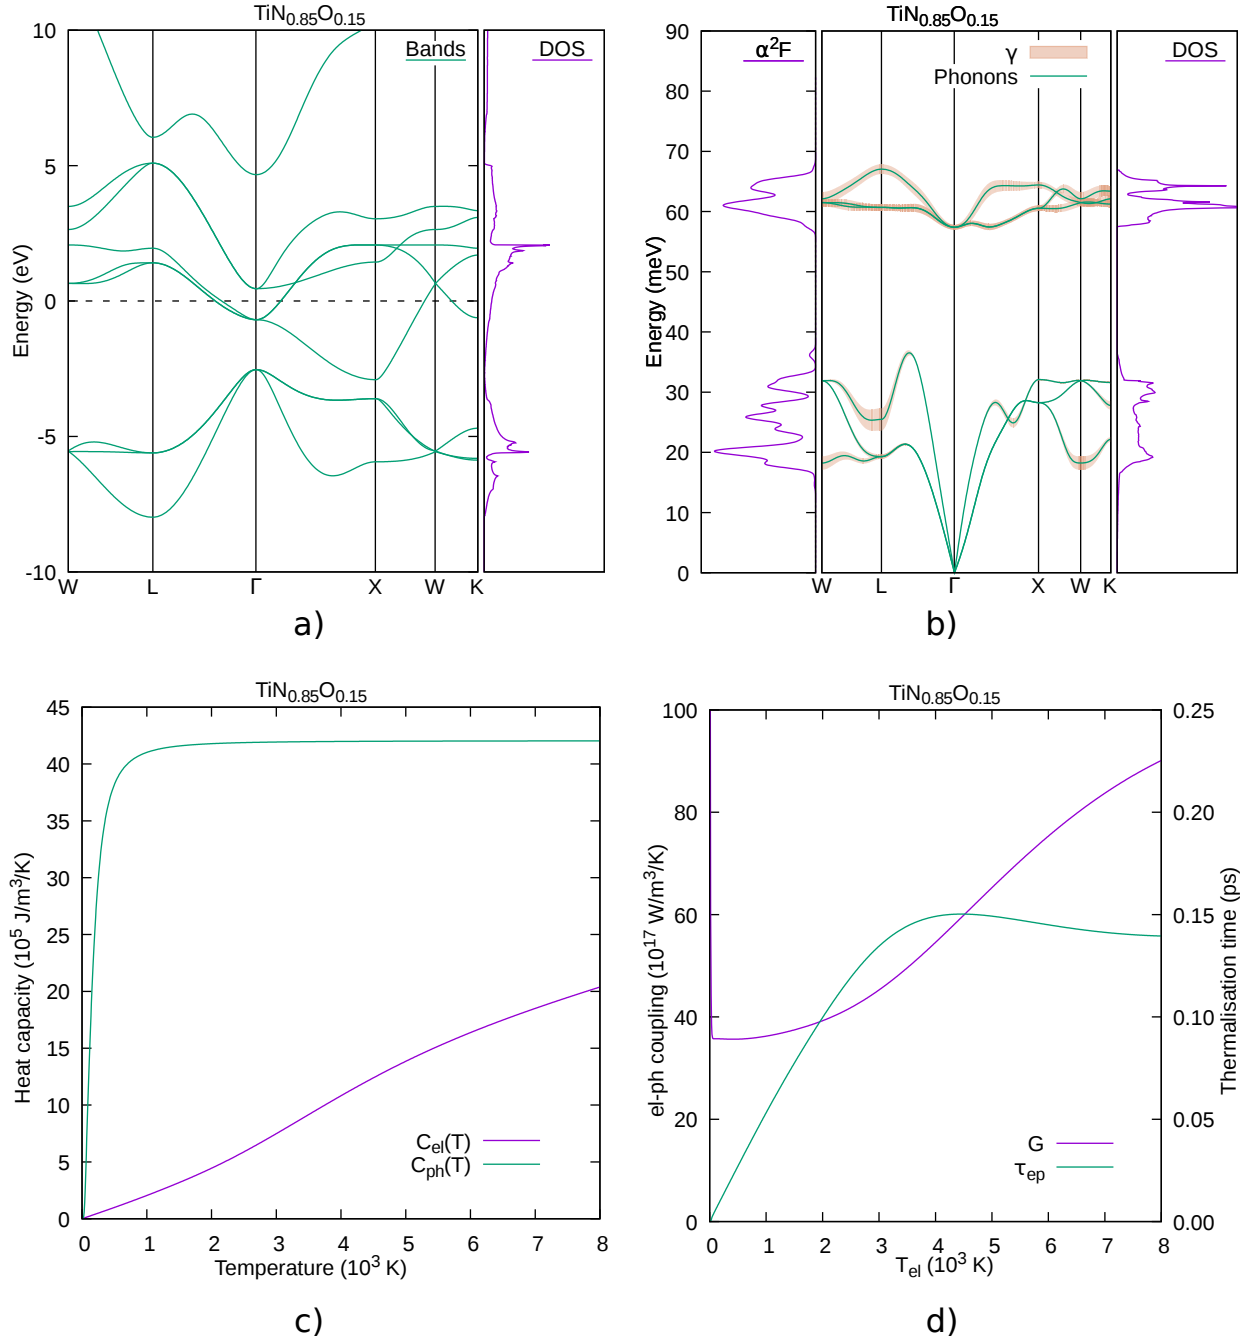 TiN0.85O0.15
Energy (eV)
10
5
0
-5
-10
Bands
DOS
W L Γ X W K
a)
TiN0.85O0.15
Energy (meV)
90
80
70
60
50
40
30
20
10
0
α²F
γ
Phonons
DOS
W L Γ X W K
b)
TiN0.85O0.15
Heat capacity (10⁵ J/m³/K)
45
40
35
30
25
20
15
10
5
0
Cel(T)
Cph(T)
0 1 2 3 4 5 6 7 8
Temperature (10³ K)
c)
TiN0.85O0.15
el-ph coupling (10¹⁷ W/m³/K)
100
80
60
40
20
0
G
τep
0.25
0.20
0.15
0.10
0.05
0.00
Thermalisation time (ps)
0 1 2 3 4 5 6 7 8
Tel (10³ K)
d)